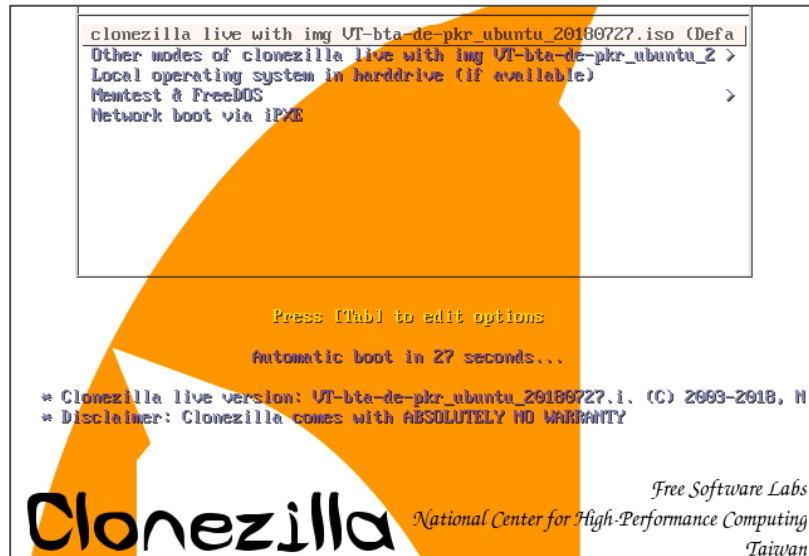 clonezilla live with img VT-bta-de-pkr_ubuntu_20180727.iso (Defa
Other modes of clonezilla live with img VT-bta-de-pkr_ubuntu_2 >
Local operating system in harddrive (if available)
Memtest & FreeDOS >
Network boot via iPXE
Press [Tab] to edit options
Automatic boot in 27 seconds...
* Clonezilla live version: VT-bta-de-pkr_ubuntu_20180727.i. (C) 2003-2018, N
* Disclaimer: Clonezilla comes with ABSOLUTELY NO WARRANTY
Clonezilla
Free Software Labs
National Center for High-Performance Computing
Taiwan